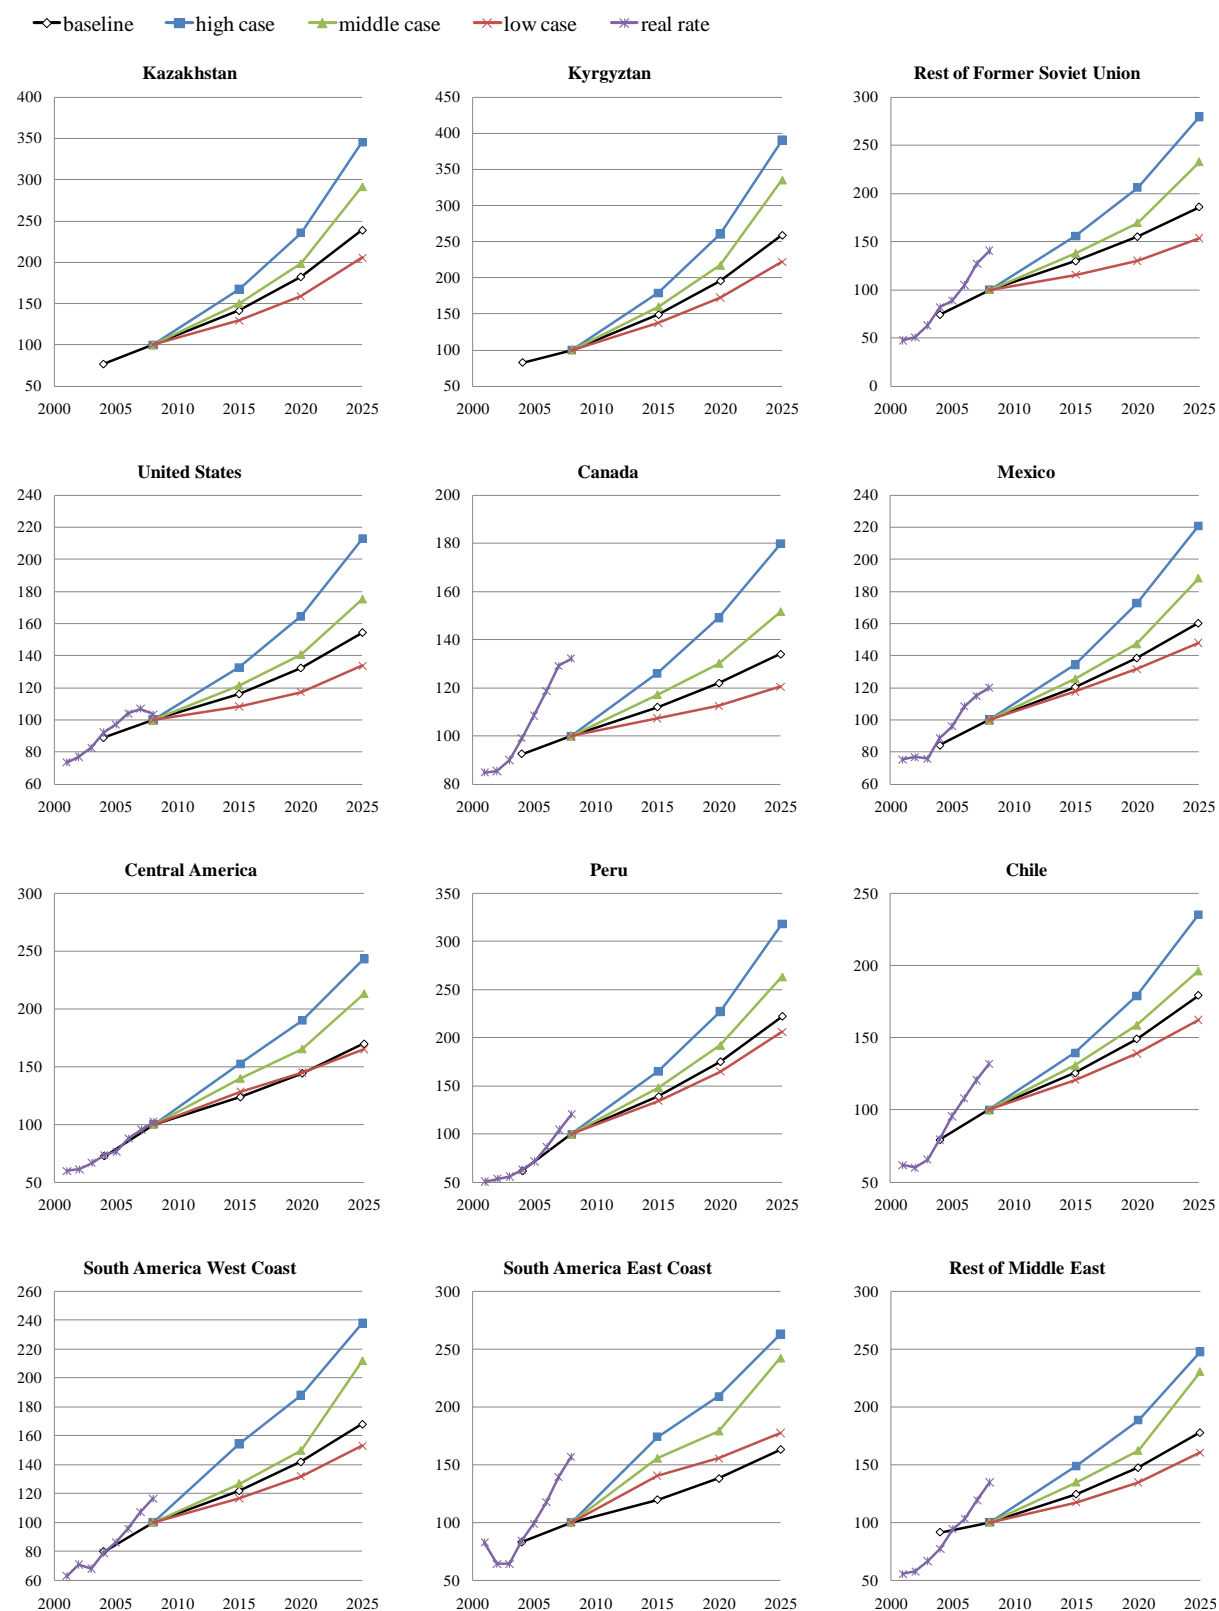 baseline high case middle case low case real rate
Kazakhstan Kyrgyztan Rest of Former Soviet Union
400 450 300
350 400 250
300 350 200
250 300 150
200 250 100
150 200 50
100 150 0
50 100
50
2000 2005 2010 2015 2020 2025 2000 2005 2010 2015 2020 2025 2000 2005 2010 2015 2020 2025
United States Canada Mexico
240 200 240
220 180 220
200 160 200
180 140 180
160 120 160
140 100 140
120 80 120
100 100
80 80
60 60
2000 2005 2010 2015 2020 2025 2000 2005 2010 2015 2020 2025 2000 2005 2010 2015 2020 2025
Central America Peru Chile
300 350 250
250 300 200
200 250 150
150 200 100
100 150 50
50 100
50
2000 2005 2010 2015 2020 2025 2000 2005 2010 2015 2020 2025 2000 2005 2010 2015 2020 2025
South America West Coast South America East Coast Rest of Middle East
260 300 300
240 250 250
220 200 200
200 150 150
180 100 100
160 50 50
140
120
100
80
60
2000 2005 2010 2015 2020 2025 2000 2005 2010 2015 2020 2025 2000 2005 2010 2015 2020 2025